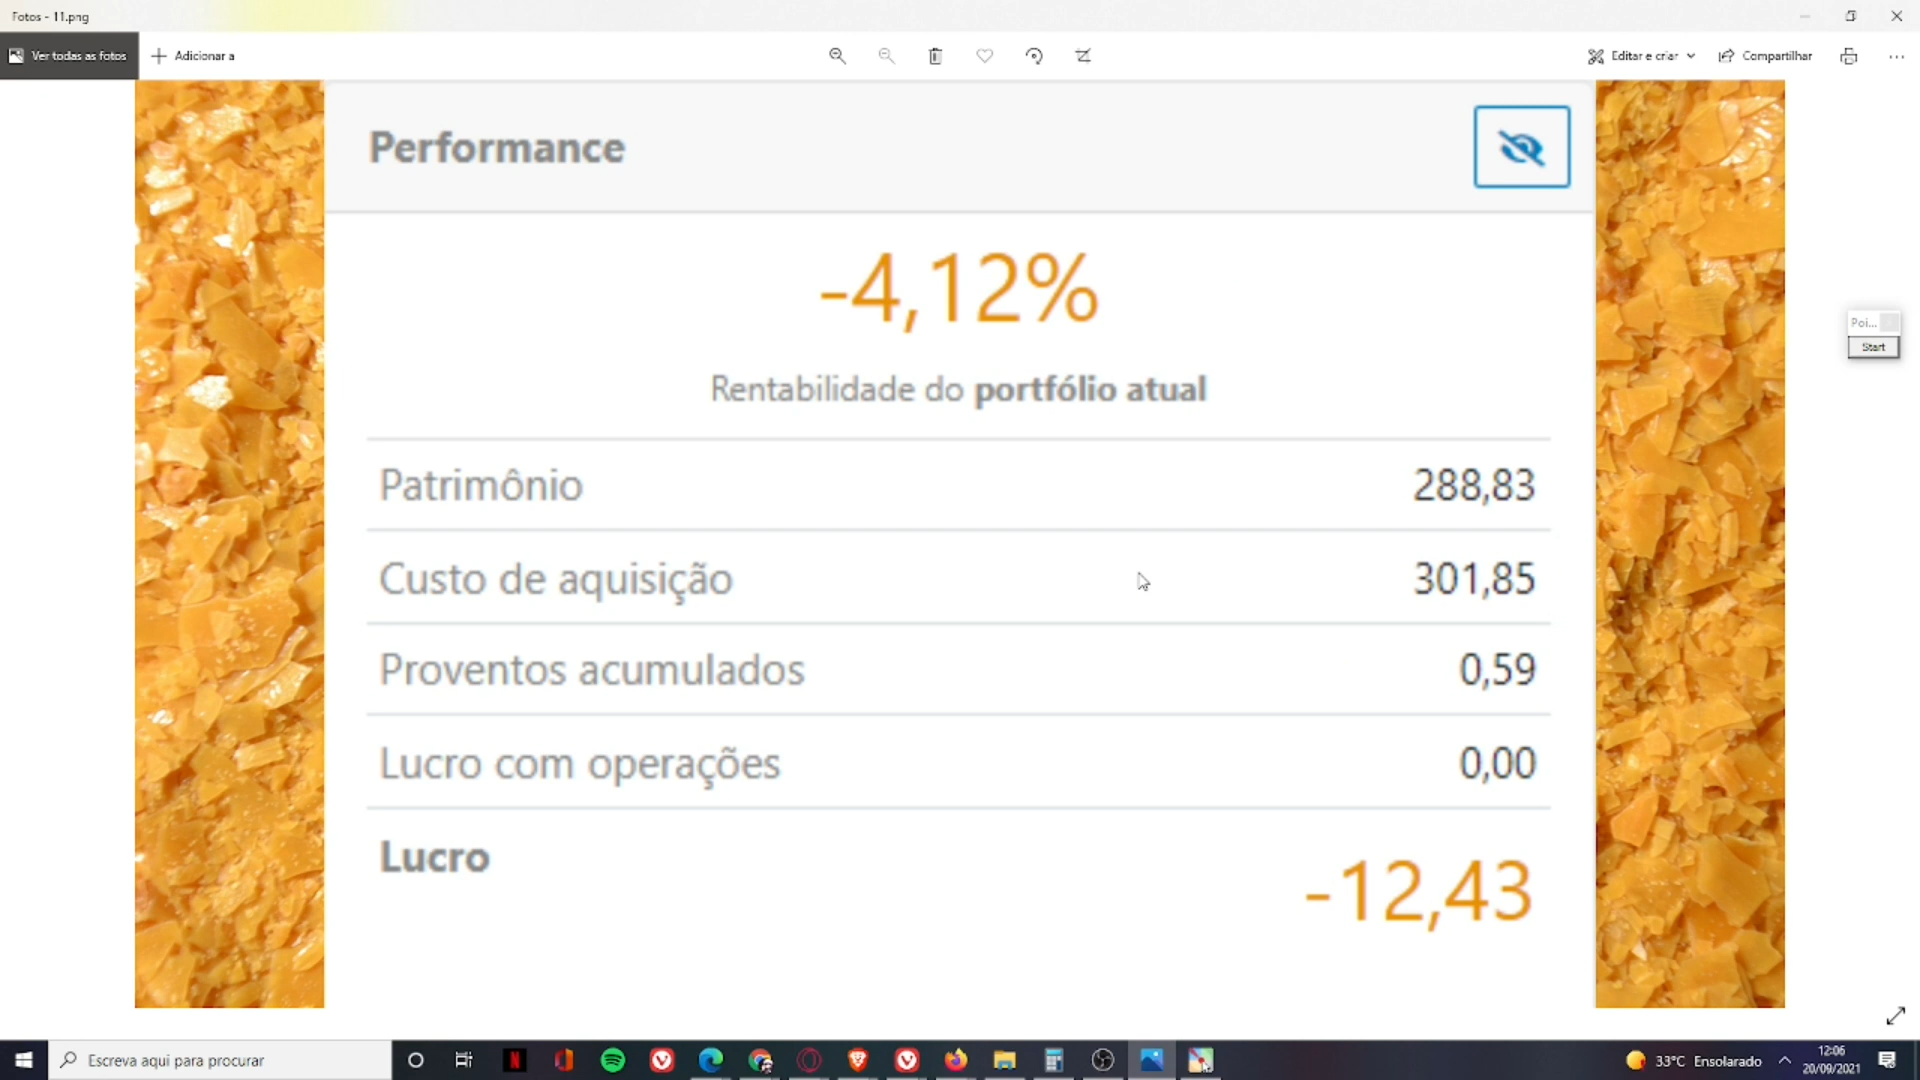 Fotos - 11.png
Ver todas as fotos
Adicionar a
Editar e criar
Compartilhar
Performance
-4,12%
Rentabilidade do portfólio atual
Poi...
Start
Patrimônio 288,83
Custo de aquisição 301,85
Proventos acumulados 0,59
Lucro com operações 0,00
Lucro -12,43
Escreva aqui para procurar
33°C Ensolarado
12:06
20/09/2021